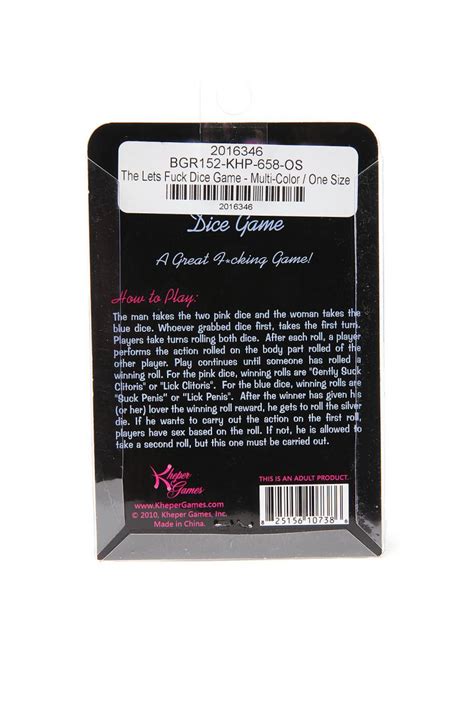 2016346
BGR152-KHP-658-OS
The Lets Fuck Dice Game - Multi-Color / One Size
2016346
Dice Game
A Great F*cking Game!
How to Play:
The man takes the two pink dice and the woman takes the
blue dice. Whoever grabbed dice first, takes the first turn.
Players take turns rolling both dice. After each roll, a player
performs the action rolled on the body part rolled of the
other player. Play continues until someone has rolled a
winning roll. For the pink dice, winning rolls are "Gently Suck
Clitoris" or "Lick Clitoris". For the blue dice, winning rolls are
"Suck Penis" or "Lick Penis". After the winner has given his
(or her) lover the winning roll reward, he gets to roll the silver
die. If he wants to carry out the action on the first roll,
players have sex based on the roll. If not, he is allowed to
take a second roll, but this one must be carried out.
THIS IS AN ADULT PRODUCT.
Kheper
Games
www.KheperGames.com
© 2010, Kheper Games, Inc.
Made in China.
8 25156 10738 6